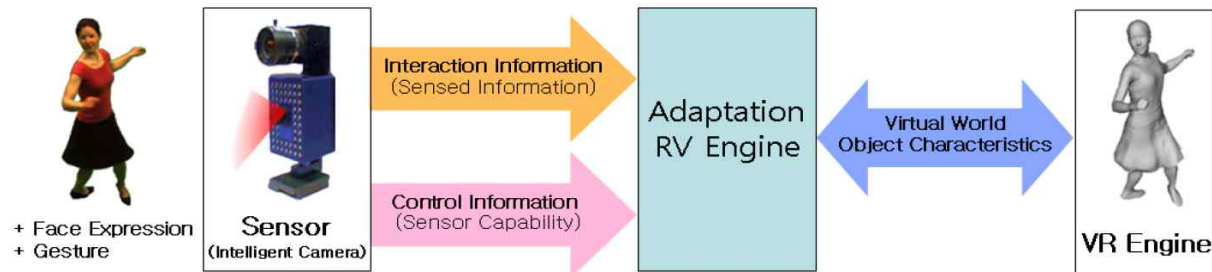 + Face Expression
+ Gesture
Sensor
(Intelligent Camera)
Interaction Information
(Sensed Information)
Control Information
(Sensor Capability)
Adaptation
RV Engine
Virtual World
Object Characteristics
VR Engine